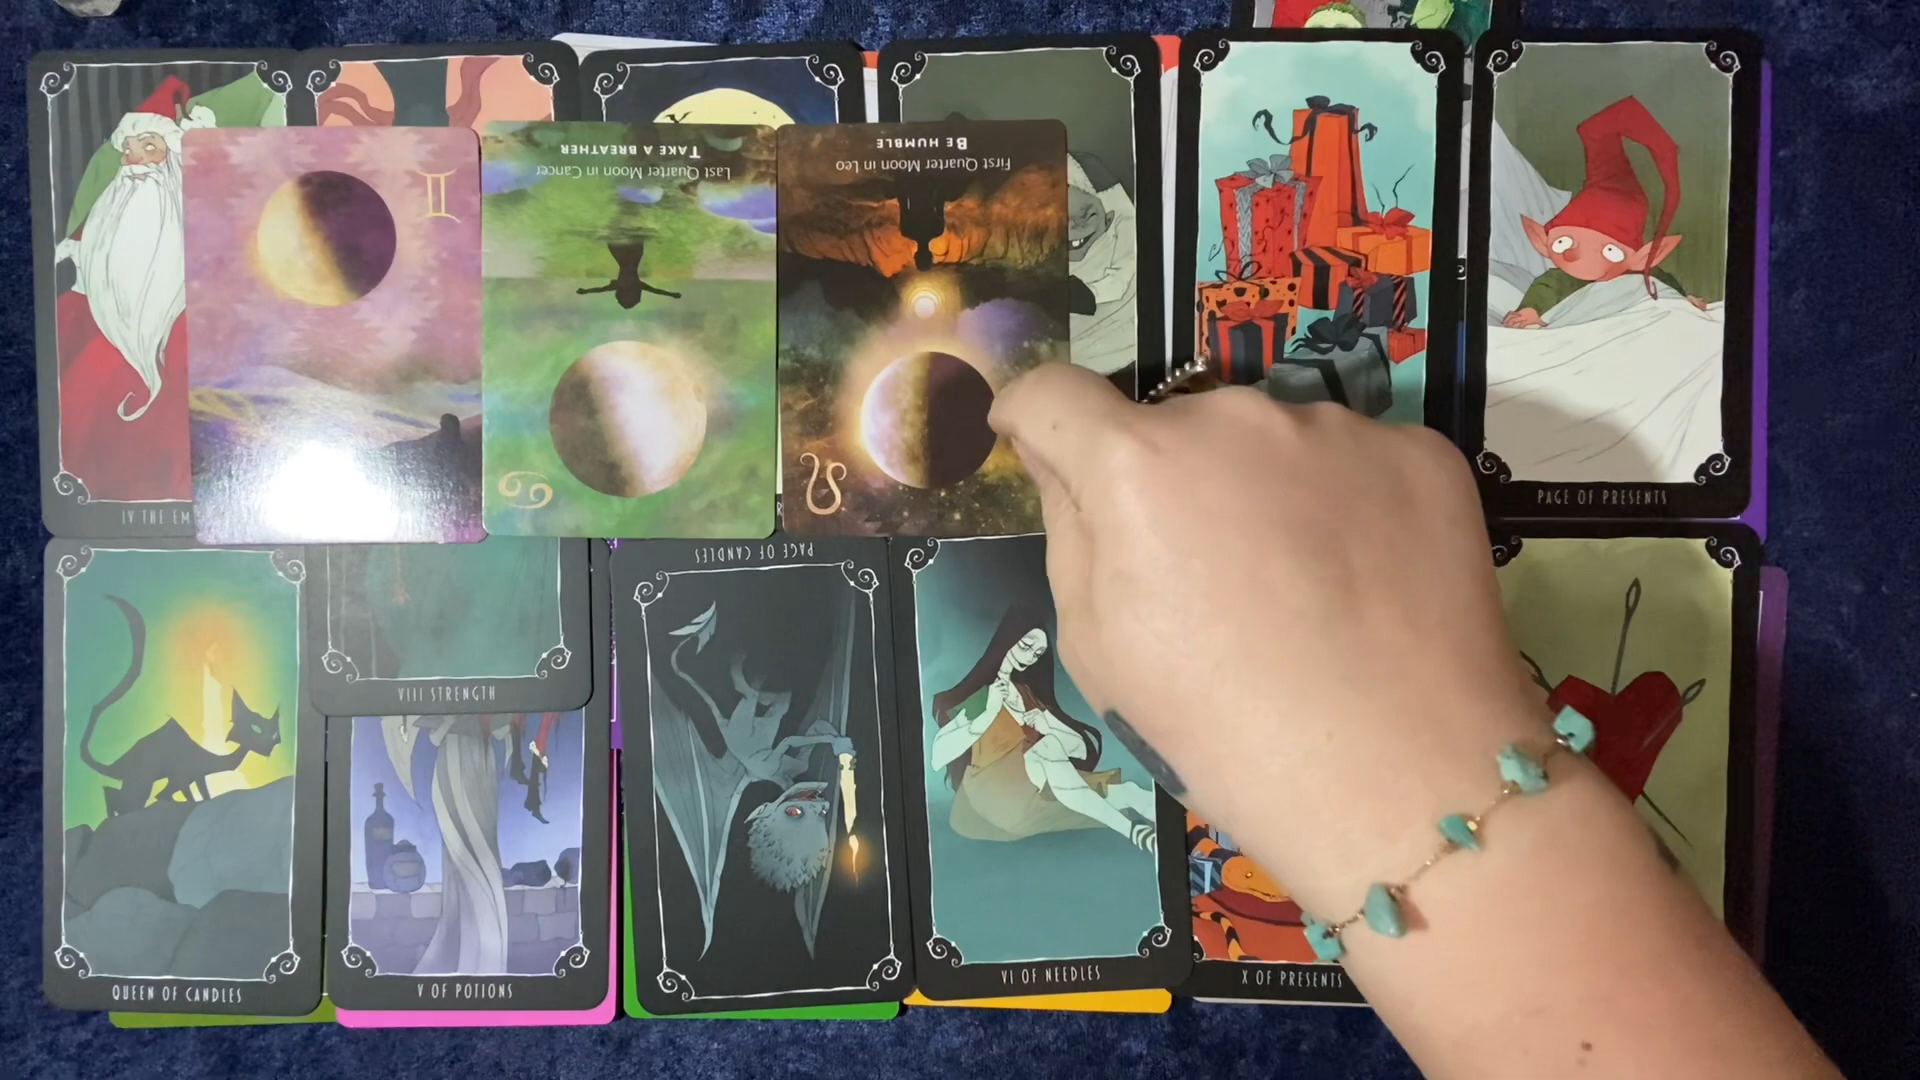 TAKE A BREATHER
Last Quarter Moon in Cancer
BE HUMBLE
First Quarter Moon in Leo
IV THE EM
PAGE OF PRESENTS
VIII STRENGTH
PAGE OF CANDLES
QUEEN OF CANDLES
V OF POTIONS
VI OF NEEDLES
X OF PRESENTS